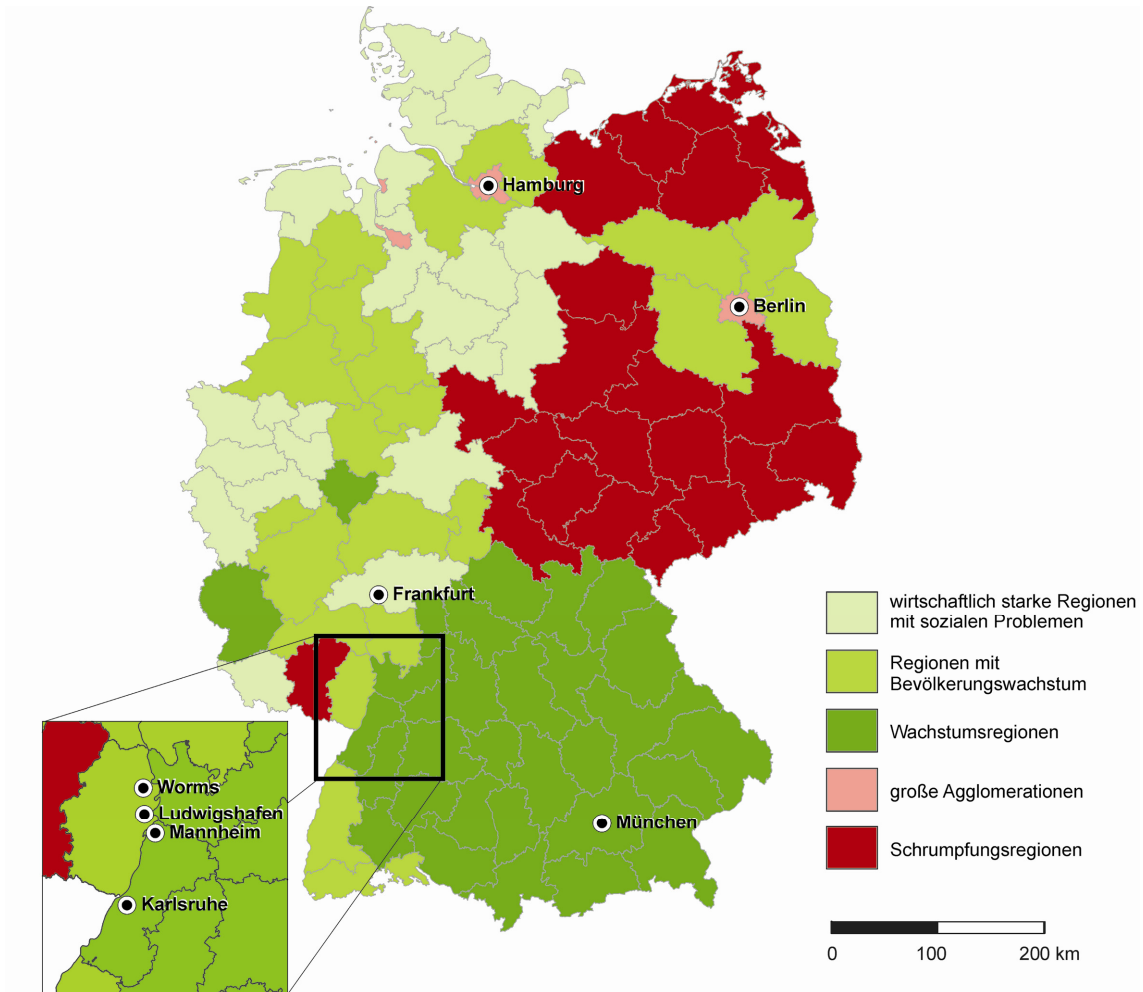 Hamburg
Berlin
Frankfurt
wirtschaftlich starke Regionen
mit sozialen Problemen
Regionen mit
Bevölkerungswachstum
Wachstumsregionen
große Agglomerationen
Schrumpfungsregionen
München
Worms
Ludwigshafen
Mannheim
Karlsruhe
0 100 200 km